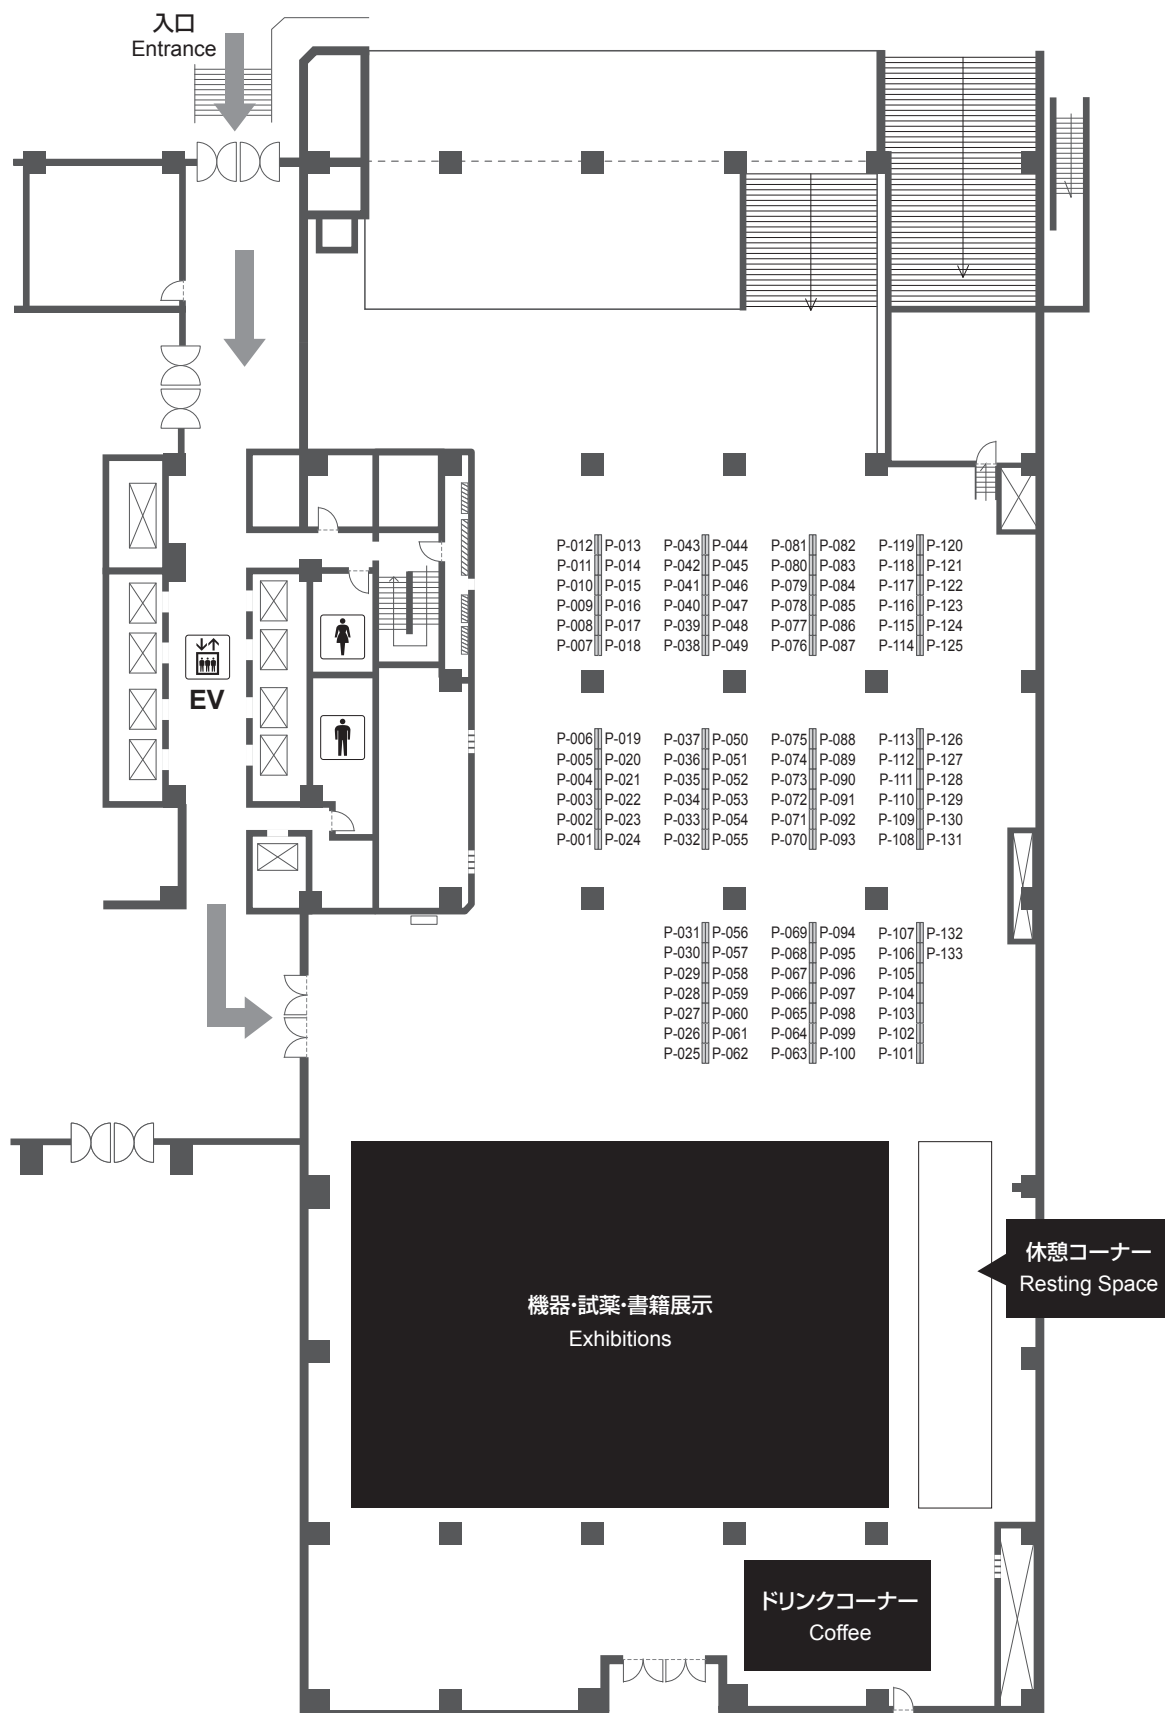 入口
Entrance
P-012 P-013 P-043 P-044 P-081 P-082 P-119 P-120
P-011 P-014 P-042 P-045 P-080 P-083 P-118 P-121
P-010 P-015 P-041 P-046 P-079 P-084 P-117 P-122
P-009 P-016 P-040 P-047 P-078 P-085 P-116 P-123
P-008 P-017 P-039 P-048 P-077 P-086 P-115 P-124
P-007 P-018 P-038 P-049 P-076 P-087 P-114 P-125
EV
P-006 P-019 P-037 P-050 P-075 P-088 P-113 P-126
P-005 P-020 P-036 P-051 P-074 P-089 P-112 P-127
P-004 P-021 P-035 P-052 P-073 P-090 P-111 P-128
P-003 P-022 P-034 P-053 P-072 P-091 P-110 P-129
P-002 P-023 P-033 P-054 P-071 P-092 P-109 P-130
P-001 P-024 P-032 P-055 P-070 P-093 P-108 P-131
P-031 P-056 P-069 P-094 P-107 P-132
P-030 P-057 P-068 P-095 P-106 P-133
P-029 P-058 P-067 P-096 P-105
P-028 P-059 P-066 P-097 P-104
P-027 P-060 P-065 P-098 P-103
P-026 P-061 P-064 P-099 P-102
P-025 P-062 P-063 P-100 P-101
休憩コーナー
Resting Space
機器・試薬・書籍展示
Exhibitions
ドリンクコーナー
Coffee